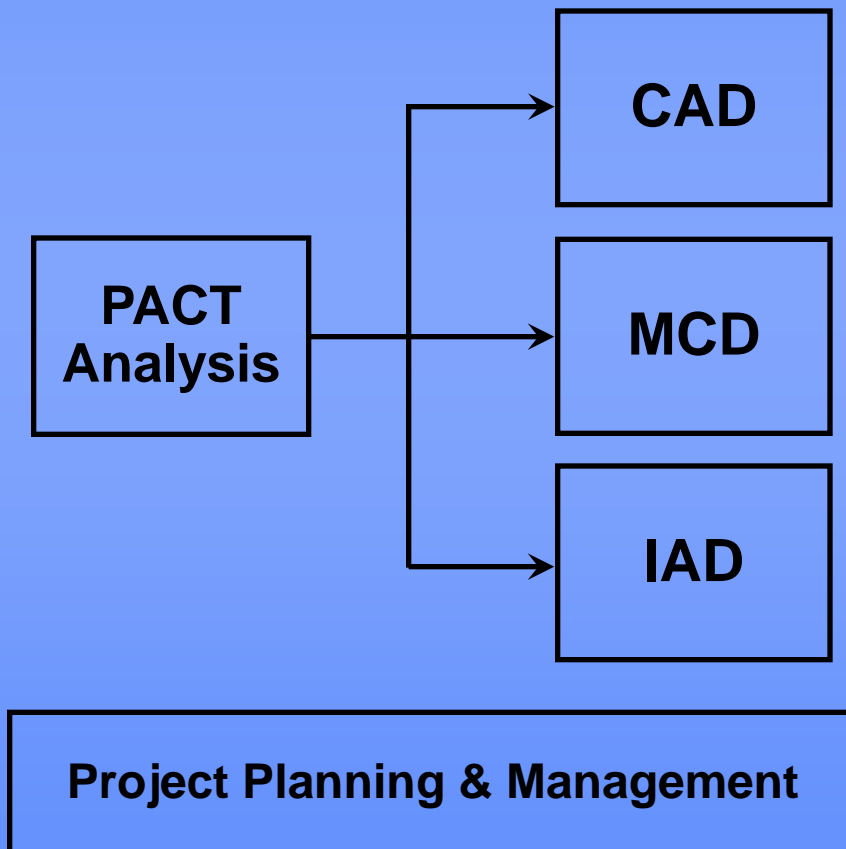 CAD
PACT
Analysis
MCD
IAD
Project Planning & Management